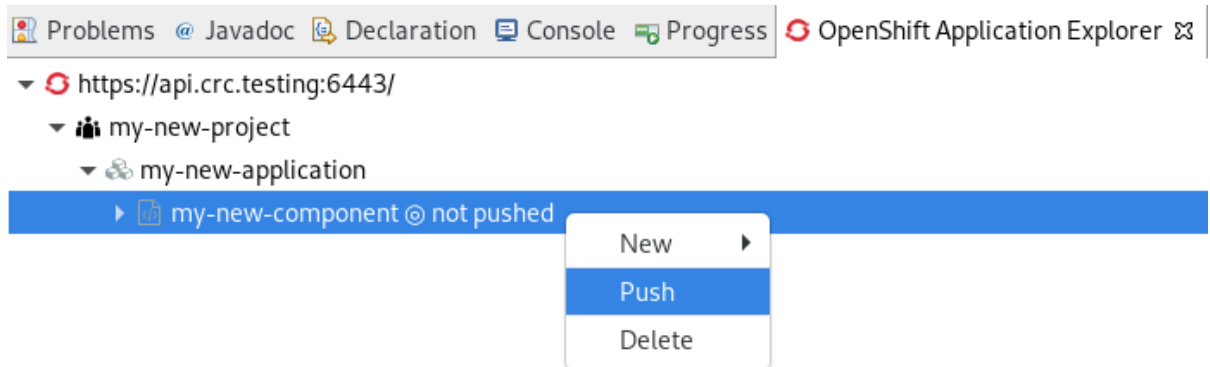 Problems @ Javadoc Declaration Console Progress OpenShift Application Explorer
https://api.crc.testing:6443/
my-new-project
my-new-application
my-new-component ◎ not pushed
New
Push
Delete